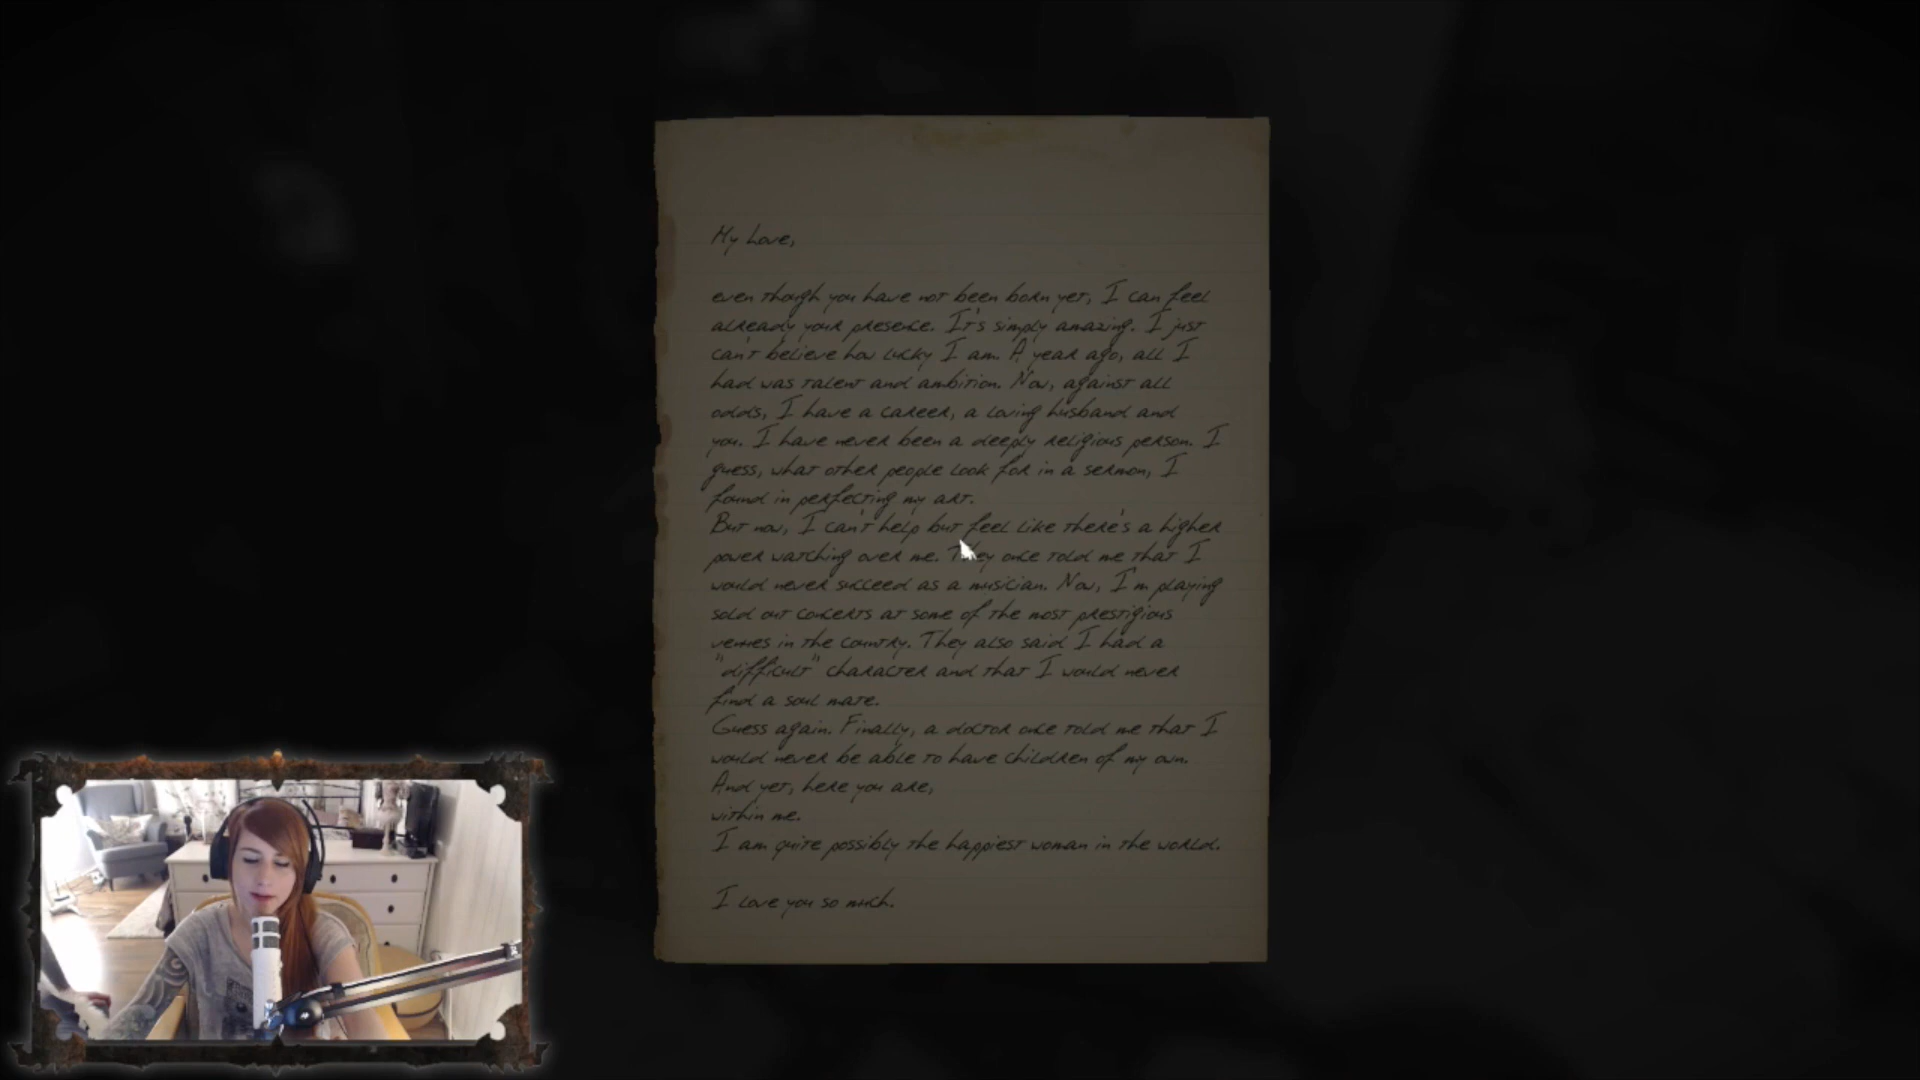 My Love,
even though you have not been born yet, I can feel
already your presence. It's simply amazing. I just
can't believe how lucky I am. A year ago, all I
had was talent and ambition. Now, against all
odds, I have a career, a loving husband and
you. I have never been a deeply religious person. I
guess, what other people look for in a sermon, I
found in perfecting my art.
But now, I can't help but feel like there's a higher
power watching over me. They once told me that I
would never succeed as a musician. Now, I'm playing
sold out concerts at some of the most prestigious
venues in the country. They also said I had a
"difficult" character and that I would never
find a soul mate.
Guess again. Finally, a doctor once told me that I
would never be able to have children of my own.
And yet, here you are,
within me.
I am quite possibly the happiest woman in the world.
I love you so much.